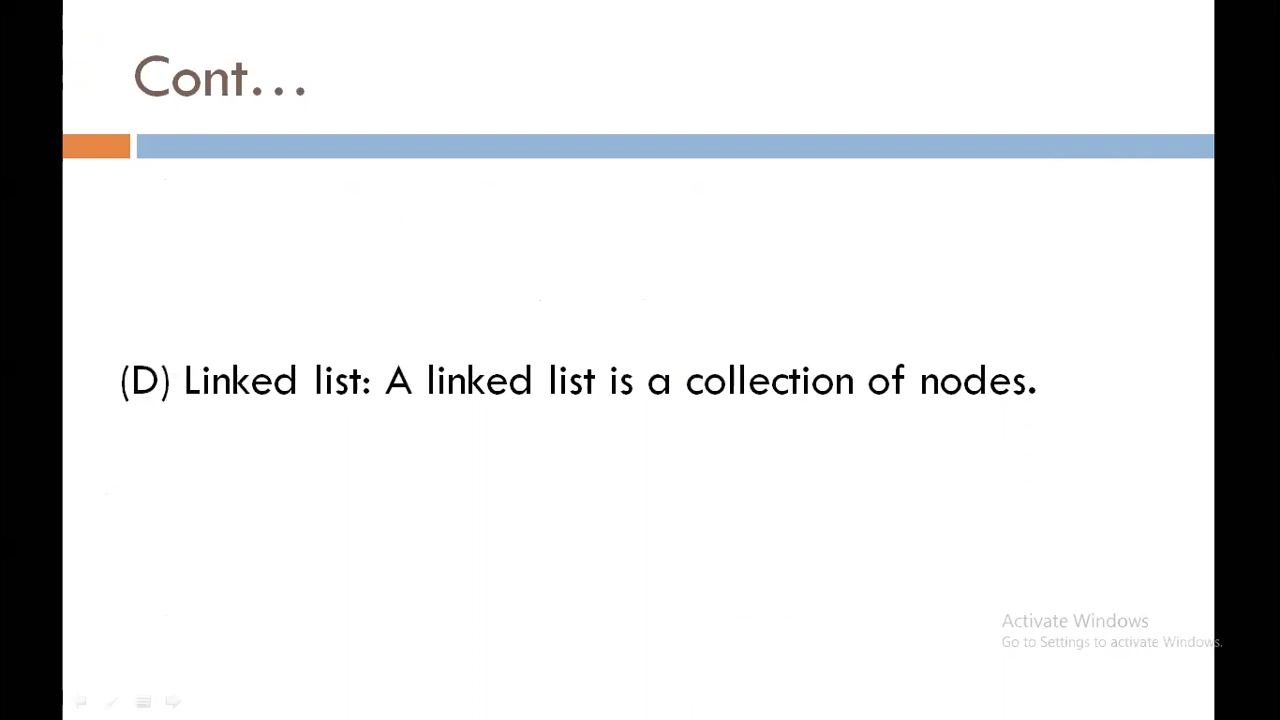 Cont...
(D) Linked list: A linked list is a collection of nodes.
Activate Windows
Go to Settings to activate Windows.